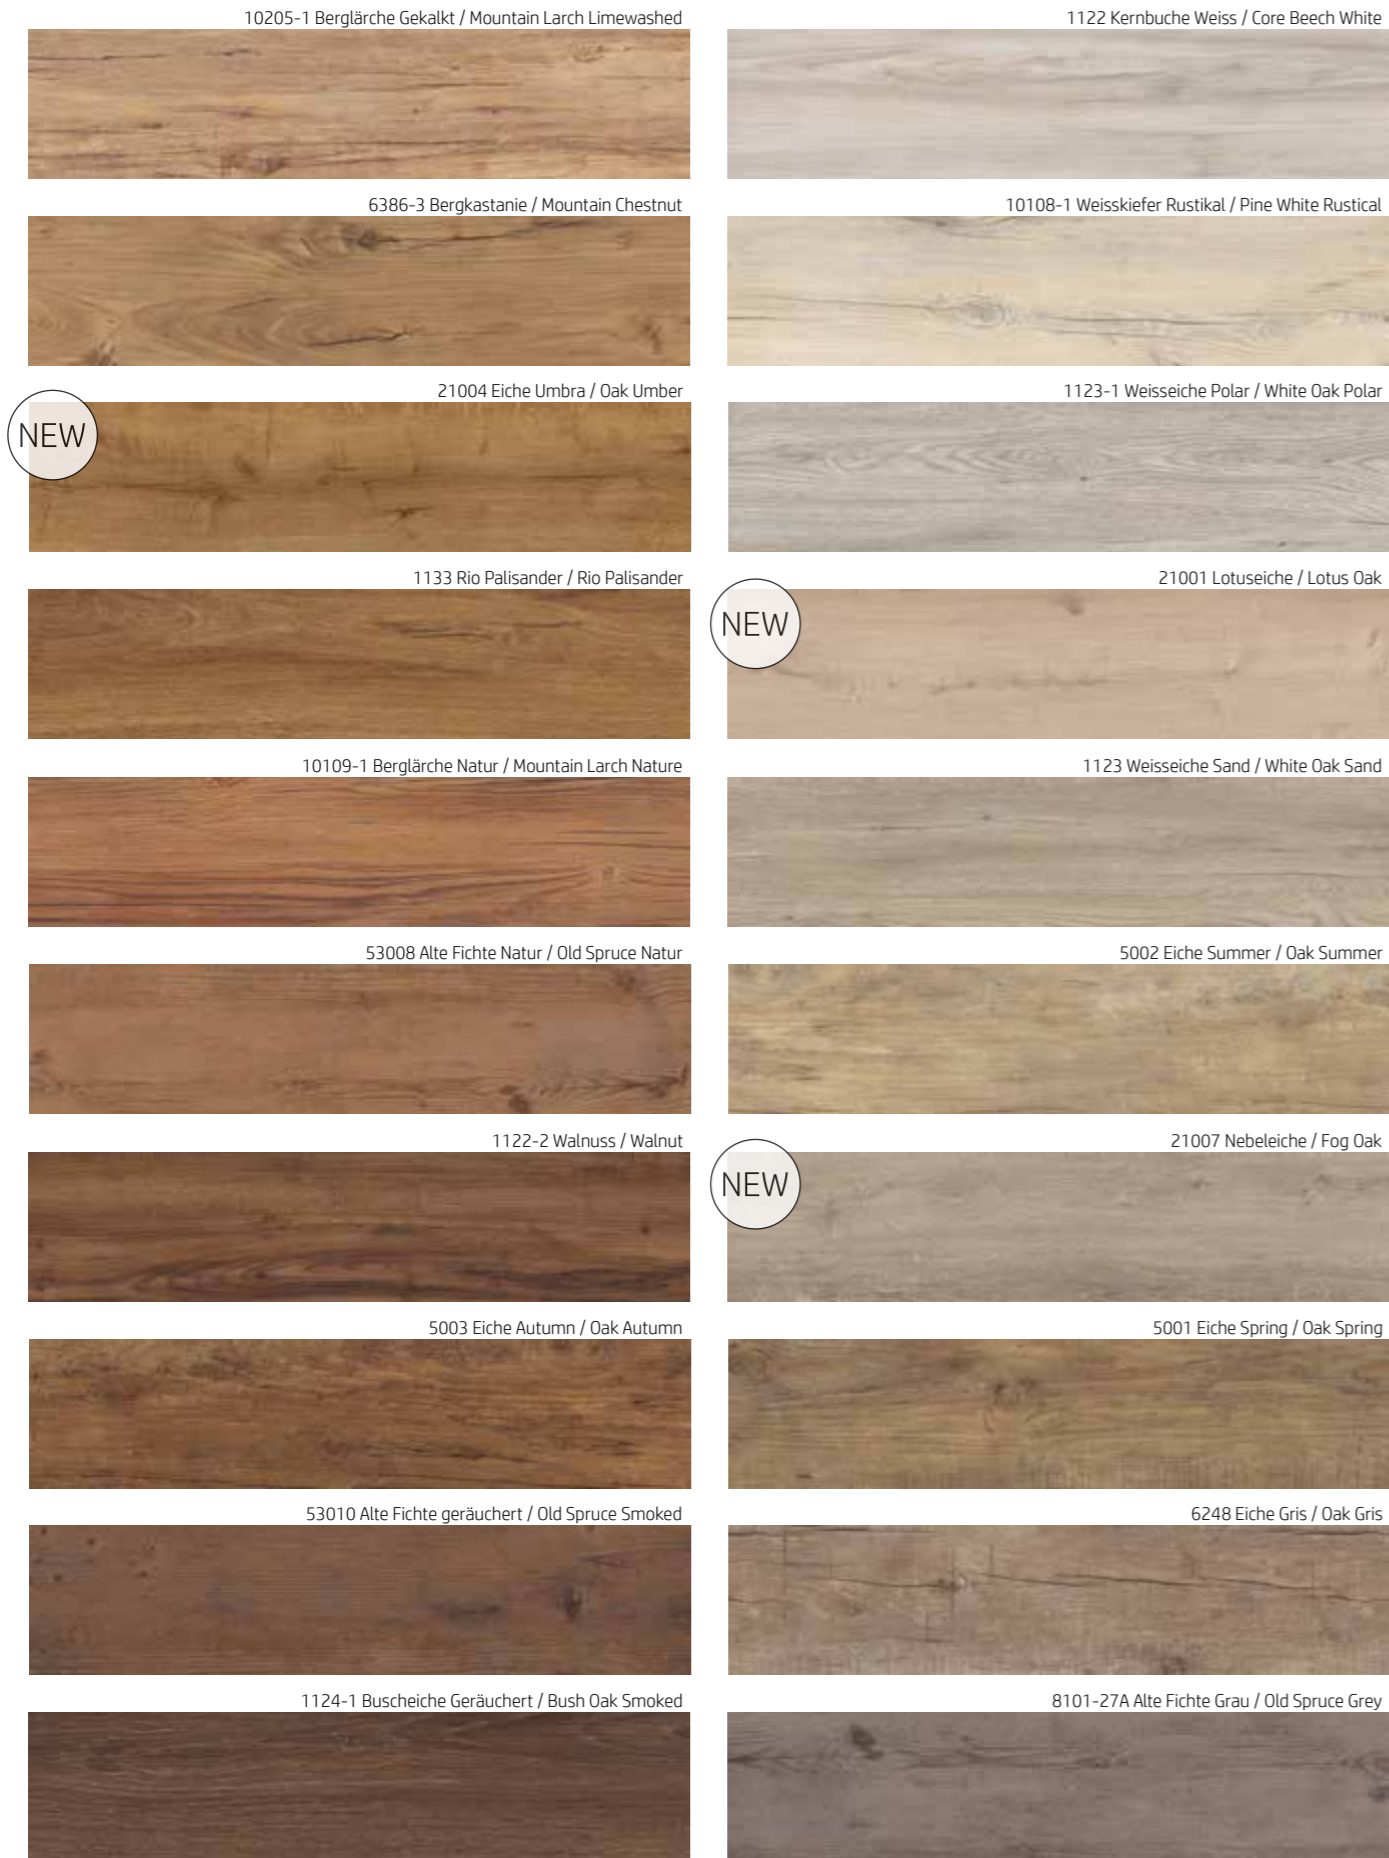 10205-1 Berglärche Gekalkt / Mountain Larch Limewashed
6386-3 Bergkastanie / Mountain Chestnut
21004 Eiche Umbra / Oak Umber
NEW
1133 Rio Palisander / Rio Palisander
10109-1 Berglärche Natur / Mountain Larch Nature
53008 Alte Fichte Natur / Old Spruce Natur
1122-2 Walnuss / Walnut
5003 Eiche Autumn / Oak Autumn
53010 Alte Fichte geräuchert / Old Spruce Smoked
1124-1 Buscheiche Geräuchert / Bush Oak Smoked
1122 Kernbuche Weiss / Core Beech White
10108-1 Weisskiefer Rustikal / Pine White Rustical
1123-1 Weisseiche Polar / White Oak Polar
21001 Lotuseiche / Lotus Oak
NEW
1123 Weisseiche Sand / White Oak Sand
5002 Eiche Summer / Oak Summer
21007 Nebeleiche / Fog Oak
NEW
5001 Eiche Spring / Oak Spring
6248 Eiche Gris / Oak Gris
8101-27A Alte Fichte Grau / Old Spruce Grey